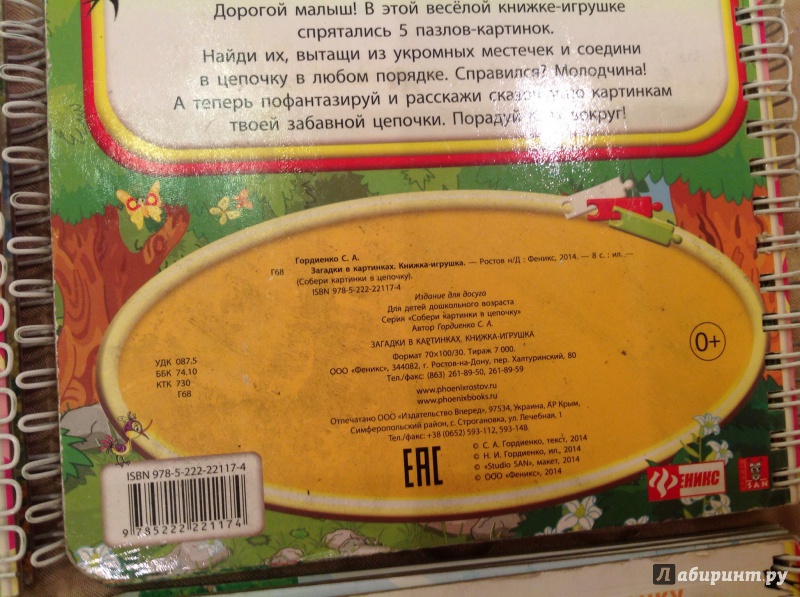 Дорогой малыш! В этой весёлой книжке-игрушке
спрятались 5 пазлов-картинок.
Найди их, вытащи из укромных местечек и соедини
в цепочку в любом порядке. Справился? Молодчина!
А теперь пофантазируй и расскажи по картинкам
твоей забавной цепочки. Порадуй вокруг!
Гордиенко С. А.
Г68 Загадки в картинках. Книжка-игрушка. — Ростов н/Д : Феникс, 2014. — 8 с. : ил. —
(Собери картинки в цепочку).
ISBN 978-5-222-22117-4
Издание для досуга
Для детей дошкольного возраста
Серия «Собери картинки в цепочку»
Автор Гордиенко С. А.
ЗАГАДКИ В КАРТИНКАХ. КНИЖКА-ИГРУШКА
Формат 70х100/30. Тираж 7 000.
ООО «Феникс», 344082, г. Ростов-на-Дону, пер. Халтуринский, 80
Тел./факс: (863) 261-89-50, 261-89-59
www.phoenixrostov.ru
www.phoenixbooks.ru
Отпечатано ООО «Издательство Вперед», 97534, Украина, АР Крым,
Симферопольский район, с. Строгановка, ул. Лечебная, 1
Тел./факс: +38 (0652) 593-112, 593-148
УДК 087.5
ББК 74.10
КТК 730
Г68
0+
EAC
© С. А. Гордиенко, текст, 2014
© Н. И. Гордиенко, ил., 2014
© «Studio SAN», макет, 2014
© ООО «Феникс», 2014
ISBN 978-5-222-22117-4
9 785222 221174
ФЕНИКС
SAN
Лабиринт.ру